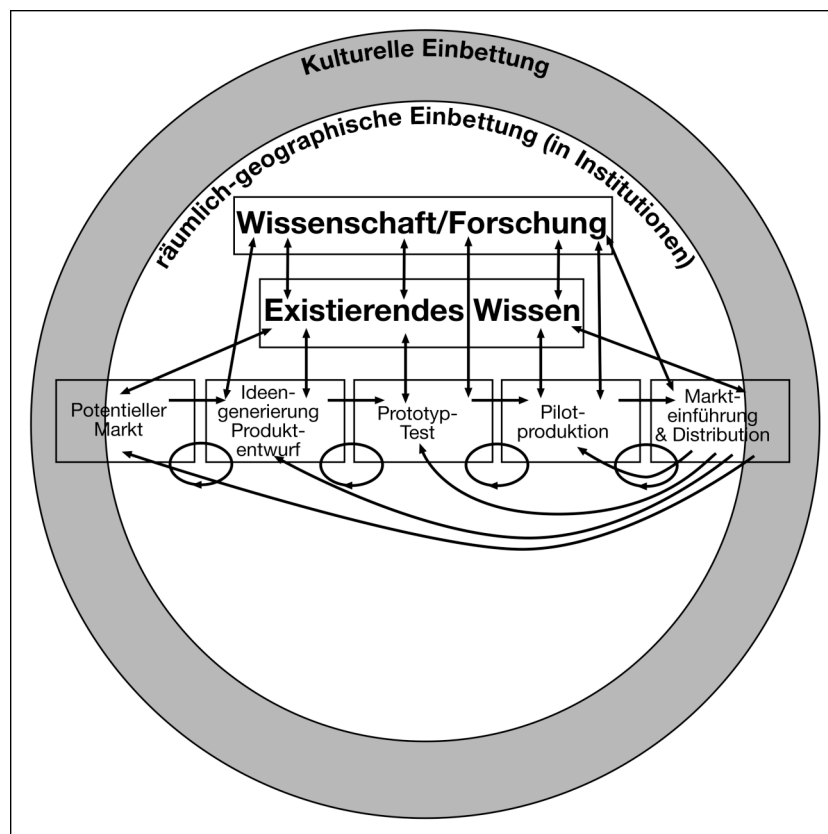 Kulturelle Einbettung
räumlich-geographische Einbettung (in Institutionen)
Wissenschaft/Forschung
Existierendes Wissen
Potentieller
Markt
Ideen-
generierung
Produkt-
entwurf
Prototyp-
Test
Pilot-
produktion
Markt-
einführung
& Distribution